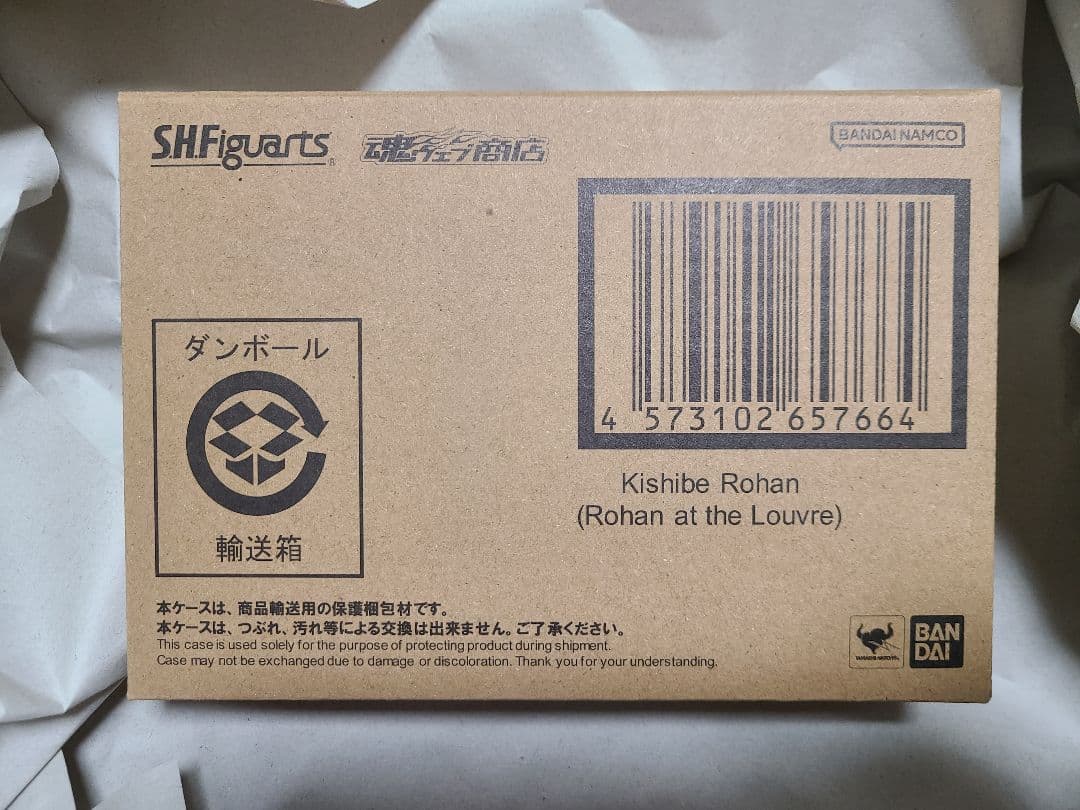 S.H.Figuarts
魂ウェブ商店
BANDAI NAMCO
4 573102 657664
Kishibe Rohan
(Rohan at the Louvre)
ダンボール
輸送箱
本ケースは、商品輸送用の保護梱包材です。
本ケースは、つぶれ、汚れ等による交換は出来ません。ご了承ください。
This case is used solely for the purpose of protecting product during shipment.
Case may not be exchanged due to damage or discoloration. Thank you for your understanding.
TAMASHII NATIONS
BAN
DAI